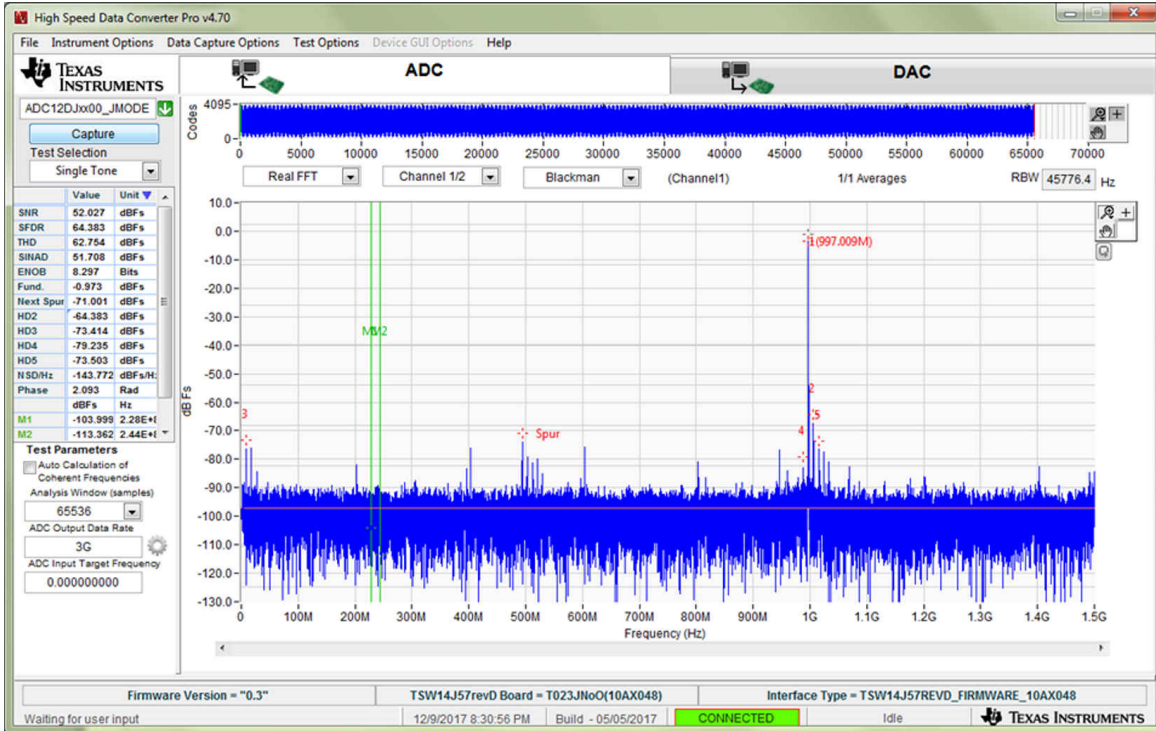 High Speed Data Converter Pro v4.70
File Instrument Options Data Capture Options Test Options Device GUI Options Help
TEXAS INSTRUMENTS
ADC
DAC
ADC12DJxx00_JMODE
Capture
Test Selection
Single Tone
Value Unit
SNR 52.027 dBFs
SFDR 64.383 dBFs
THD 62.754 dBFs
SINAD 51.708 dBFs
ENOB 8.297 Bits
Fund. -0.973 dBFs
Next Spur -71.001 dBFs
HD2 -64.383 dBFs
HD3 -73.414 dBFs
HD4 -79.235 dBFs
HD5 -73.503 dBFs
NSD/Hz -143.772 dBFs/Hz
Phase 2.093 Rad
dBFs Hz
M1 -103.999 2.28E+
M2 -113.362 2.44E+
Test Parameters
Auto Calculation of
Coherent Frequencies
Analysis Window (samples)
65536
ADC Output Data Rate
3G
ADC Input Target Frequency
0.000000000
Codes
4095
0
0 5000 10000 15000 20000 25000 30000 35000 40000 45000 50000 55000 60000 65000 70000
Real FFT Channel 1/2 Blackman (Channel1) 1/1 Averages RBW 45776.4 Hz
dBFs
10.0
0.0
-10.0
-20.0
-30.0
-40.0
-50.0
-60.0
-70.0
-80.0
-90.0
-100.0
-110.0
-120.0
-130.0
1(997.009M)
M2
2
3
5
4
Spur
0 100M 200M 300M 400M 500M 600M 700M 800M 900M 1G 1.1G 1.2G 1.3G 1.4G 1.5G
Frequency (Hz)
Firmware Version = "0.3" TSW14J57revD Board = T023JNoO(10AX048) Interface Type = TSW14J57REVD_FIRMWARE_10AX048
Waiting for user input 12/9/2017 8:30:56 PM Build - 05/05/2017 CONNECTED Idle TEXAS INSTRUMENTS